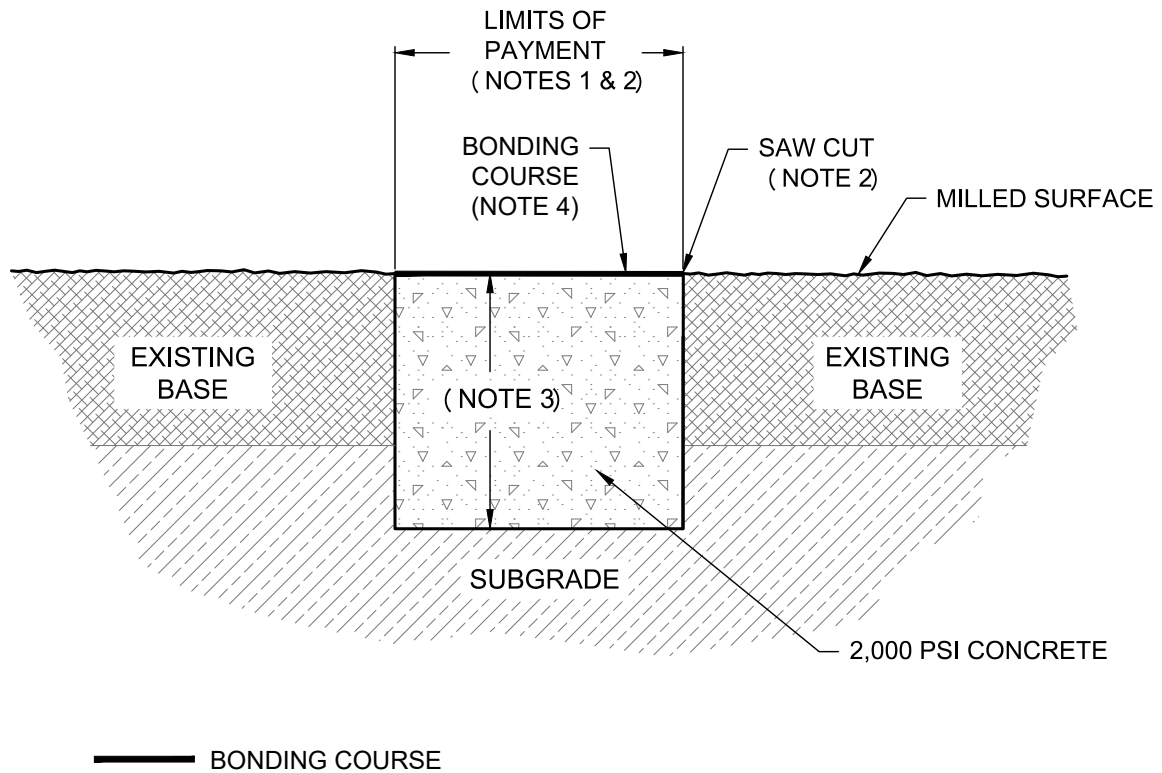 LIMITS OF
PAYMENT
( NOTES 1 & 2)
BONDING
COURSE
(NOTE 4)
SAW CUT
( NOTE 2)
MILLED SURFACE
EXISTING
BASE
( NOTE 3)
EXISTING
BASE
SUBGRADE
2,000 PSI CONCRETE
BONDING COURSE